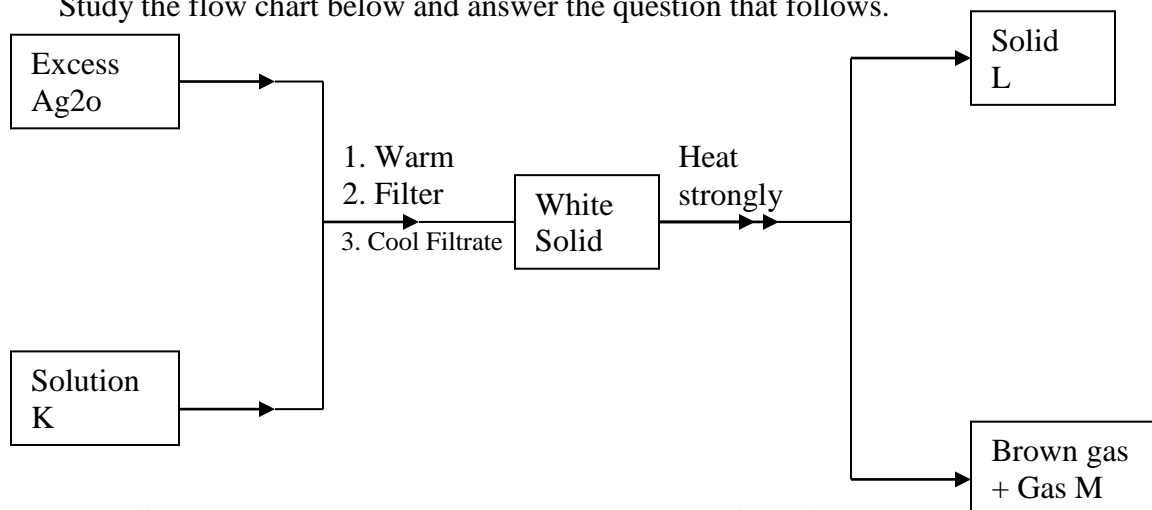 Study the flow chart below and answer the question that follows.
Excess
Ag2o
Solid
L
1. Warm
2. Filter
3. Cool Filtrate
White
Solid
Heat
strongly
Solution
K
Brown gas
+ Gas M